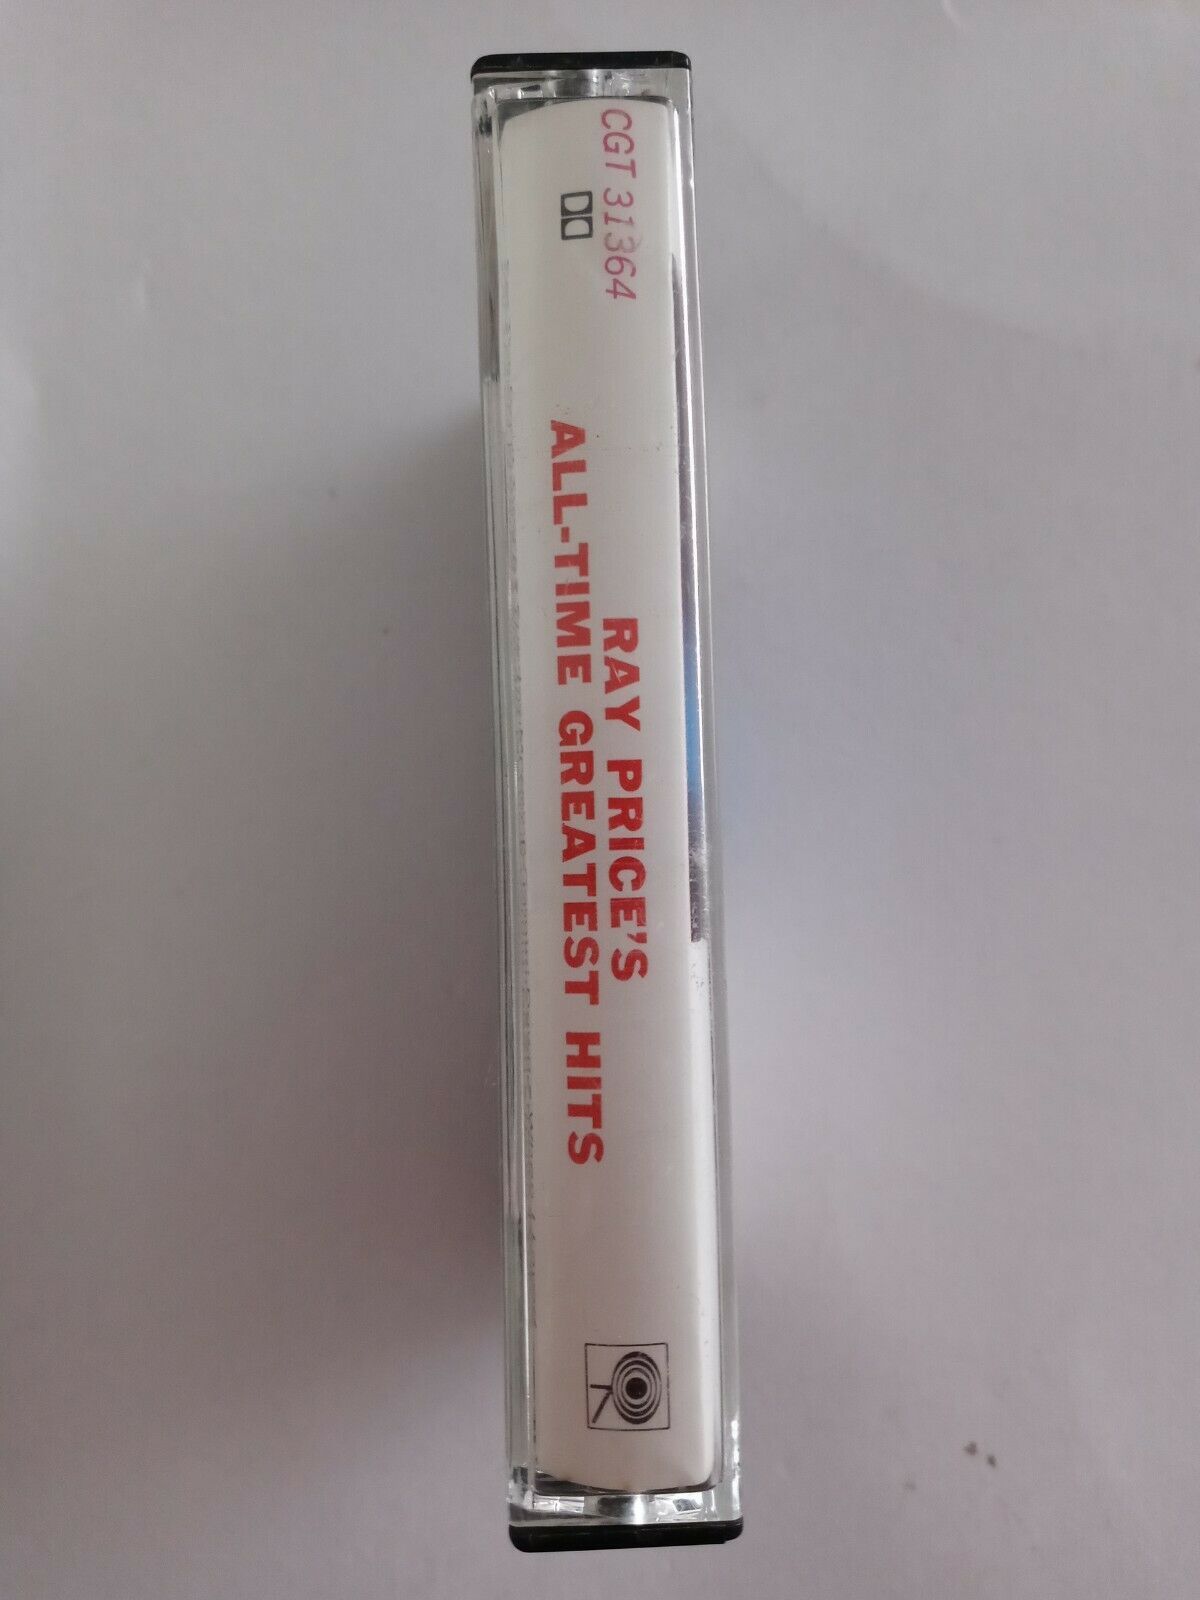 CGT 31364
RAY PRICE'S
ALL-TIME GREATEST HITS